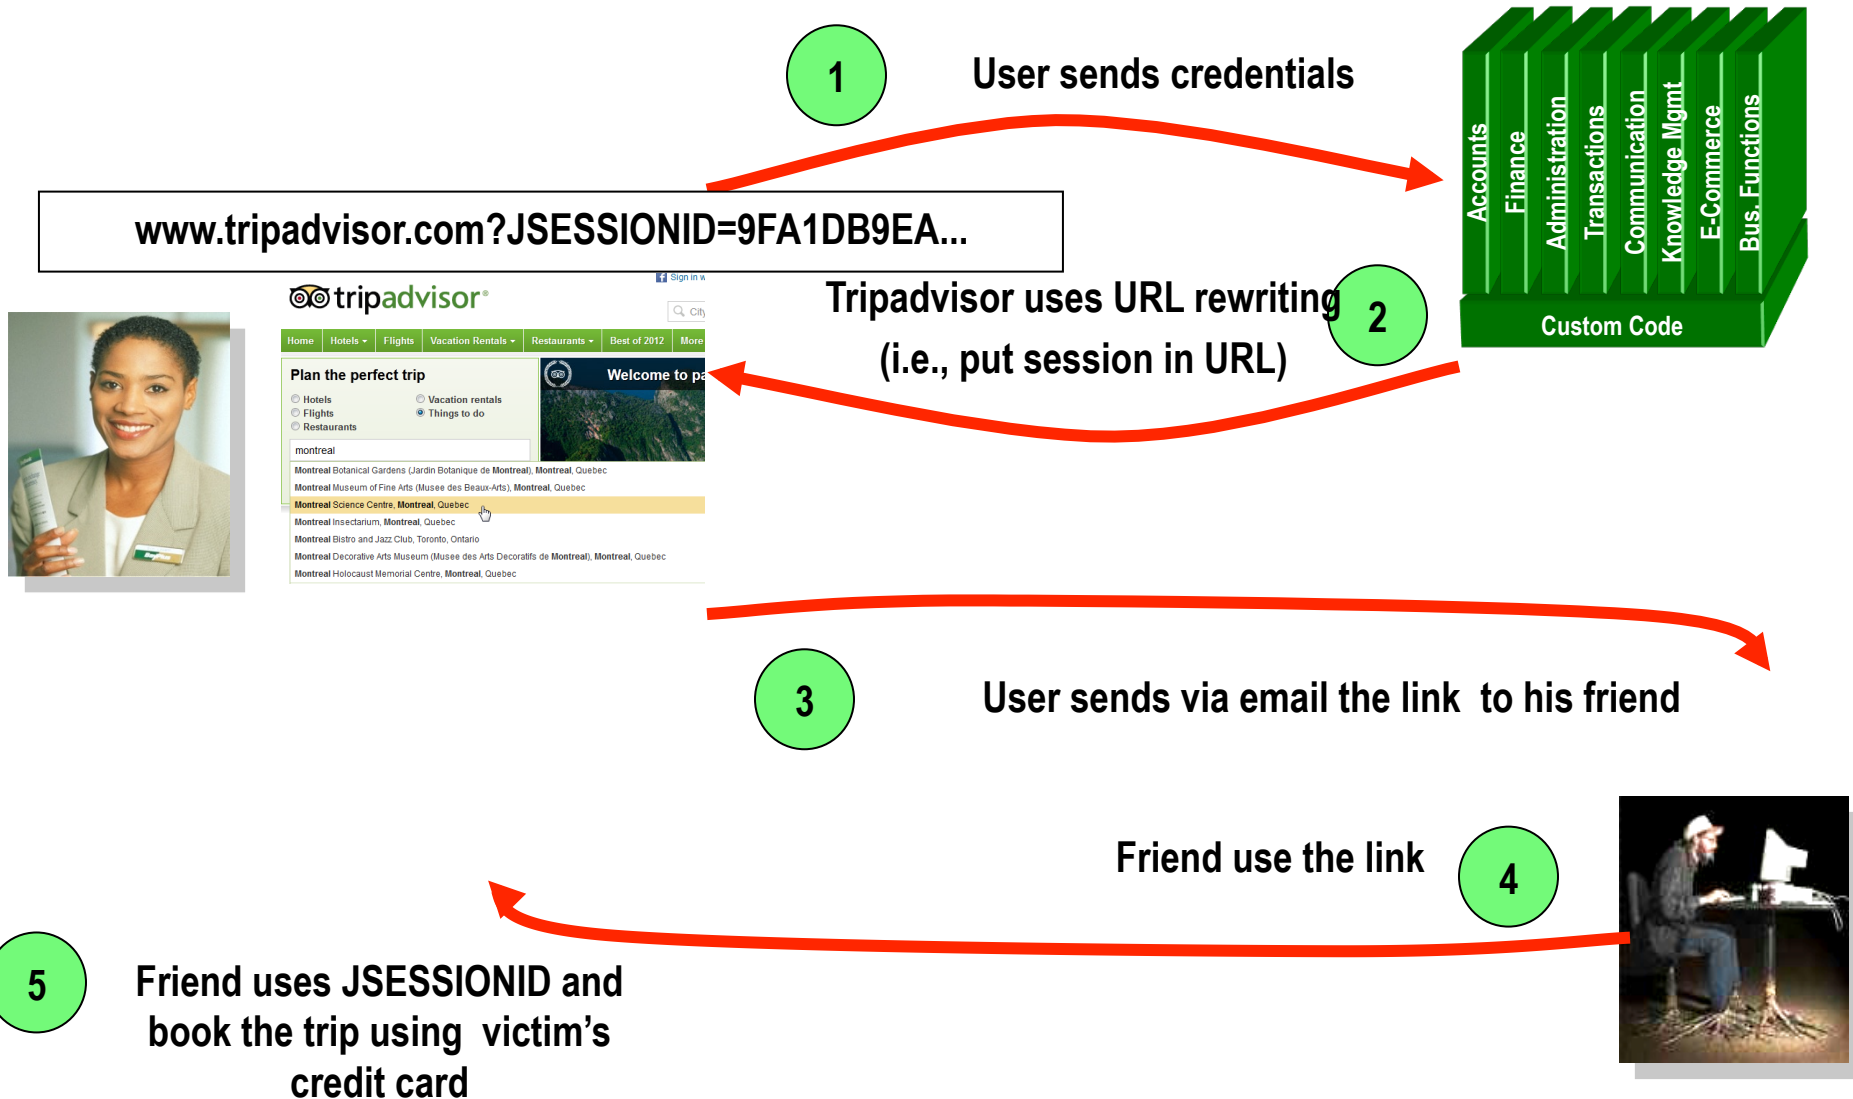 1
User sends credentials
Accounts
Finance
Administration
Transactions
Communication
Knowledge Mgmt
E-Commerce
Bus. Functions
Custom Code
www.tripadvisor.com?JSESSIONID=9FA1DB9EA...
Sign in w
tripadvisor®
City
Home Hotels Flights Vacation Rentals Restaurants Best of 2012 More
Plan the perfect trip
Welcome to pa
Hotels Vacation rentals
Flights Things to do
Restaurants
montreal
Montreal Botanical Gardens (Jardin Botanique de Montreal), Montreal, Quebec
Montreal Museum of Fine Arts (Musee des Beaux-Arts), Montreal, Quebec
Montreal Science Centre, Montreal, Quebec
Montreal Insectarium, Montreal, Quebec
Montreal Bistro and Jazz Club, Toronto, Ontario
Montreal Decorative Arts Museum (Musee des Arts Decoratifs de Montreal), Montreal, Quebec
Montreal Holocaust Memorial Centre, Montreal, Quebec
Tripadvisor uses URL rewriting
(i.e., put session in URL)
2
3
User sends via email the link to his friend
Friend use the link
4
5
Friend uses JSESSIONID and
book the trip using victim’s
credit card